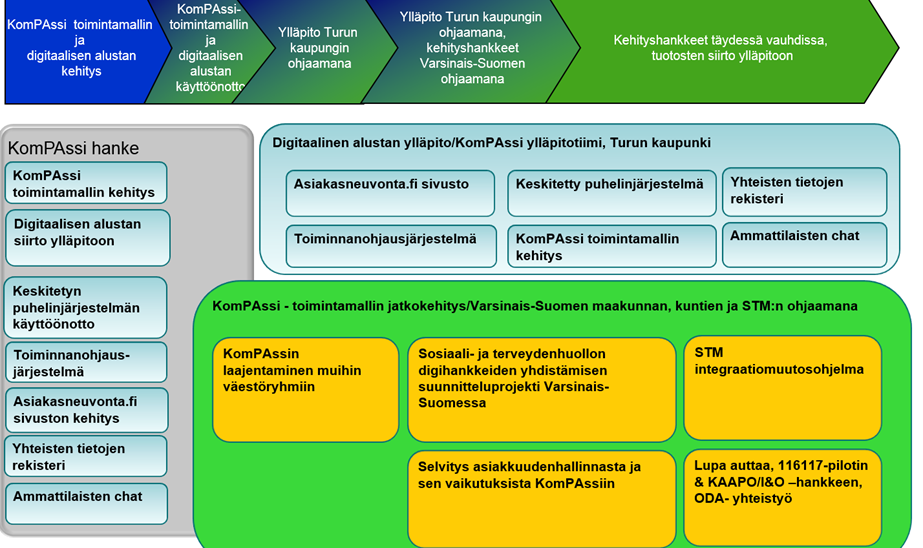 KomPAssi toimintamallin
ja
digitaalisen alustan
kehitys
KomPAssi-
toimintamallin
ja
digitaalisen
alustan
käyttöönotto
Ylläpito Turun
kaupungin
ohjaamana
Ylläpito Turun kaupungin
ohjaamana,
kehityshankkeet
Varsinais-Suomen
ohjaamana
Kehityshankkeet täydessä vauhdissa,
tuotosten siirto ylläpitoon
KomPAssi hanke
KomPAssi
toimintamallin kehitys
Digitaalisen alustan
siirto ylläpitoon
Keskitetyn
puhelinjärjestelmän
käyttöönotto
Toiminnanohjaus-
järjestelmä
Asiakasneuvonta.fi
sivuston kehitys
Yhteisten tietojen
rekisteri
Ammattilaisten chat
Digitaalinen alustan ylläpito/KomPAssi ylläpitotiimi, Turun kaupunki
Asiakasneuvonta.fi sivusto
Keskitetty puhelinjärjestelmä
Yhteisten tietojen
rekisteri
Toiminnanohjausjärjestelmä
KomPAssi toimintamallin
kehitys
Ammattilaisten chat
KomPAssi - toimintamallin jatkokehitys/Varsinais-Suomen maakunnan, kuntien ja STM:n ohjaamana
KomPAssin
laajentaminen muihin
väestöryhmiin
Sosiaali- ja terveydenhuollon
digihankkeiden yhdistämisen
suunnitteluprojekti Varsinais-
Suomessa
STM
integraatiomuutosohjelma
Selvitys asiakkuudenhallinnasta ja
sen vaikutuksista KomPAssiin
Lupa auttaa, 116117-pilotin
& KAAPO/I&O –hankkeen,
ODA- yhteistyö